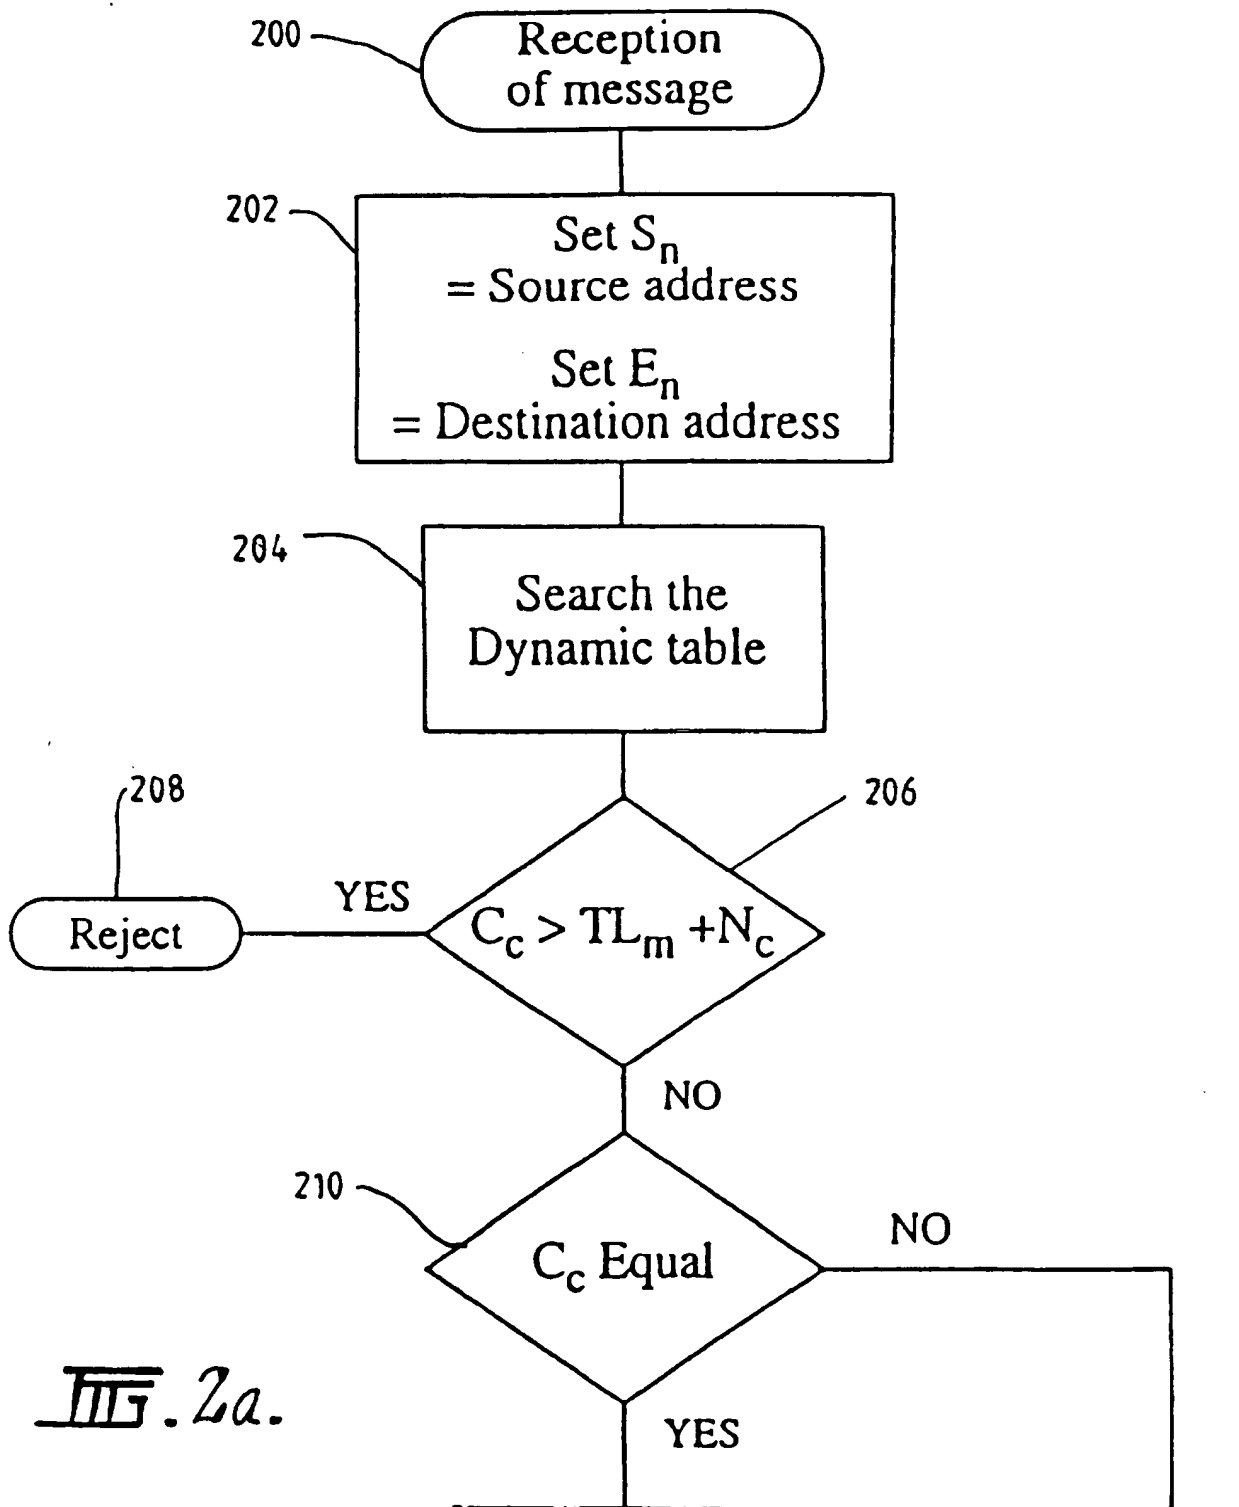 200
Reception
of message
202
Set Sn
= Source address
Set En
= Destination address
204
Search the
Dynamic table
208
206
YES
Reject
Cc > TLm +Nc
NO
210
NO
Cc Equal
FIG. 2a.
YES